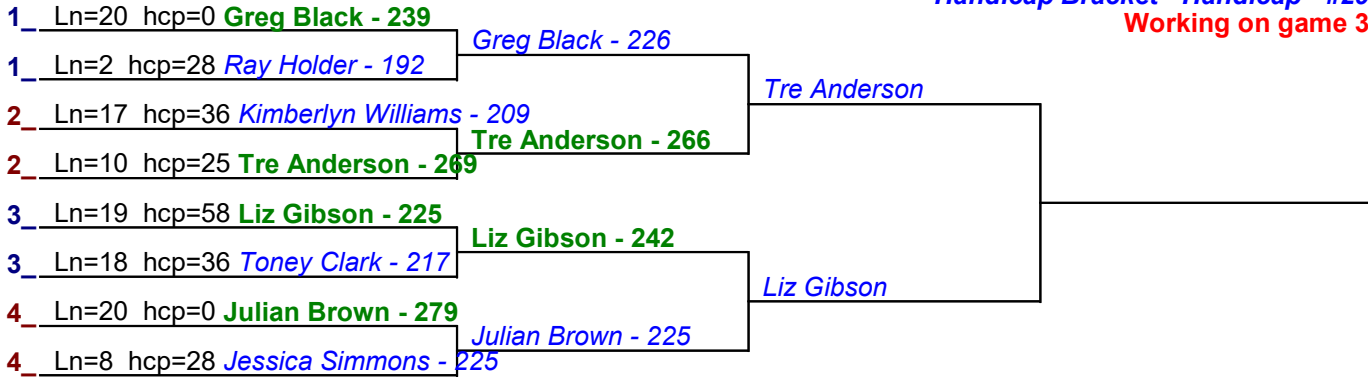 Handicap Bracket - Handicap - #29
Working on game 3
1_ Ln=20 hcp=0 Greg Black - 239
1_ Ln=2 hcp=28 Ray Holder - 192
2_ Ln=17 hcp=36 Kimberlyn Williams - 209
2_ Ln=10 hcp=25 Tre Anderson - 269
3_ Ln=19 hcp=58 Liz Gibson - 225
3_ Ln=18 hcp=36 Toney Clark - 217
4_ Ln=20 hcp=0 Julian Brown - 279
4_ Ln=8 hcp=28 Jessica Simmons - 225
Greg Black - 226
Tre Anderson - 266
Liz Gibson - 242
Julian Brown - 225
Tre Anderson
Liz Gibson